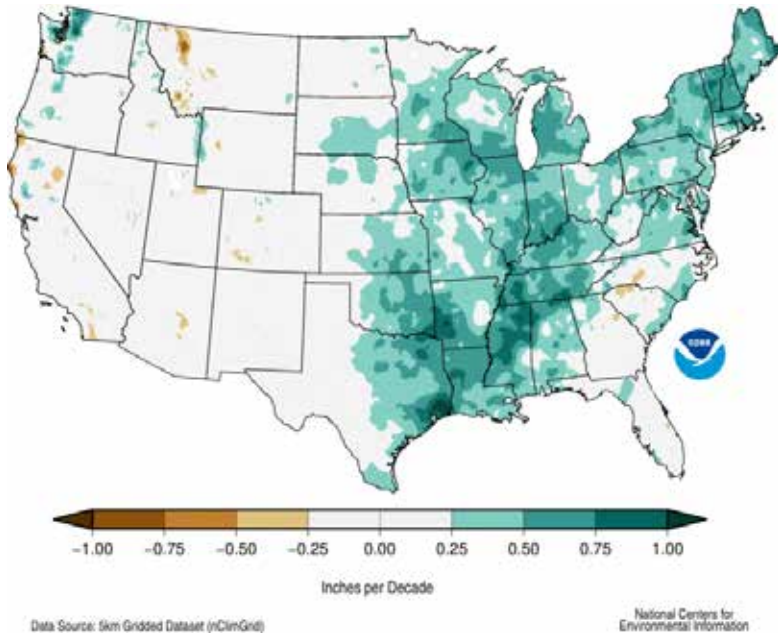 noaa
−1.00 −0.75 −0.50 −0.25 0.00 0.25 0.50 0.75 1.00
Inches per Decade
Data Source: 5km Gridded Dataset (nClimGrid)
National Centers for
Environmental Information